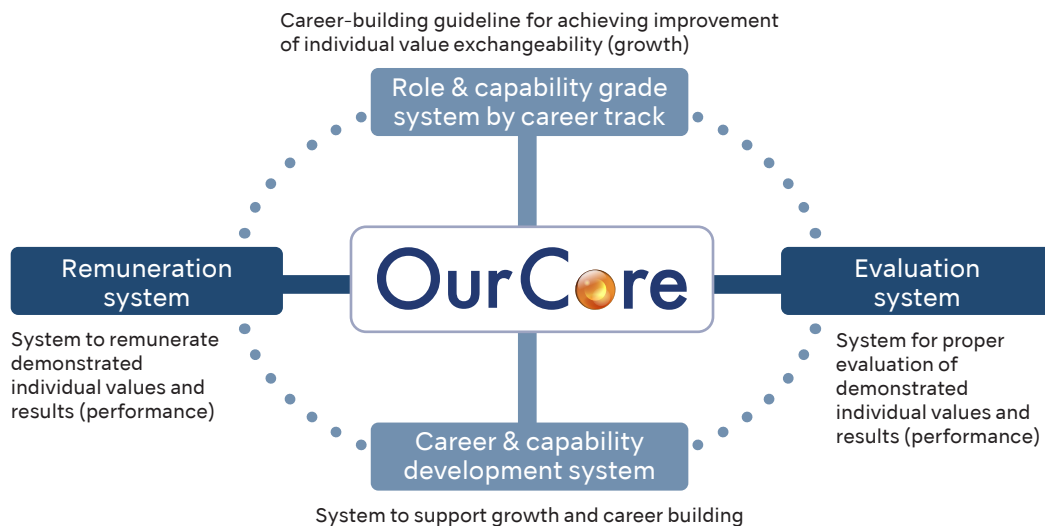 Career-building guideline for achieving improvement
of individual value exchangeability (growth)
Role & capability grade
system by career track
Remuneration
system
System to remunerate
demonstrated
individual values and
results (performance)
Our Core
Evaluation
system
System for proper
evaluation of
demonstrated
individual values and
results (performance)
Career & capability
development system
System to support growth and career building